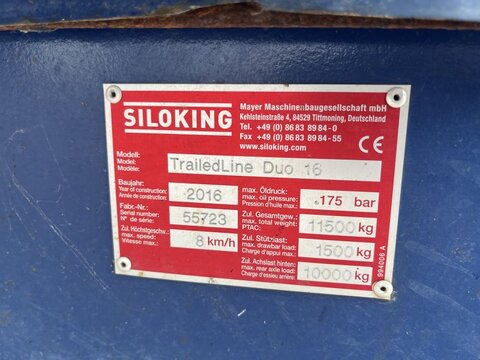 SILOKING
Mayer Maschinenbaugesellschaft mbH
Kehlsteinstraße 4, 84529 Tittmoning, Deutschland
Tel. +49 (0) 86 83 89 84-0
Fax +49 (0) 86 83 89 84-55
www.siloking.com
CE
Modell:
Model:
Modèle:
TrailedLine Duo 16
Baujahr:
Year of construction:
Année de construction:
2016
Fabr.-Nr.:
Serial number:
N° de série:
55723
Zul. Höchstgeschw.:
max. speed:
Vitesse max.:
8 km/h
max. Öldruck:
max. oil pressure:
Pression d'huile max.:
175 bar
Zul. Gesamtgew.:
max. total weight:
PTAC:
11500 kg
Zul. Stützlast:
max. drawbar load:
Charge d'appui max.:
1500 kg
Zul. Achslast hinten:
max. rear axle load:
Charge d'essieu arrière:
10000 kg
994006 A